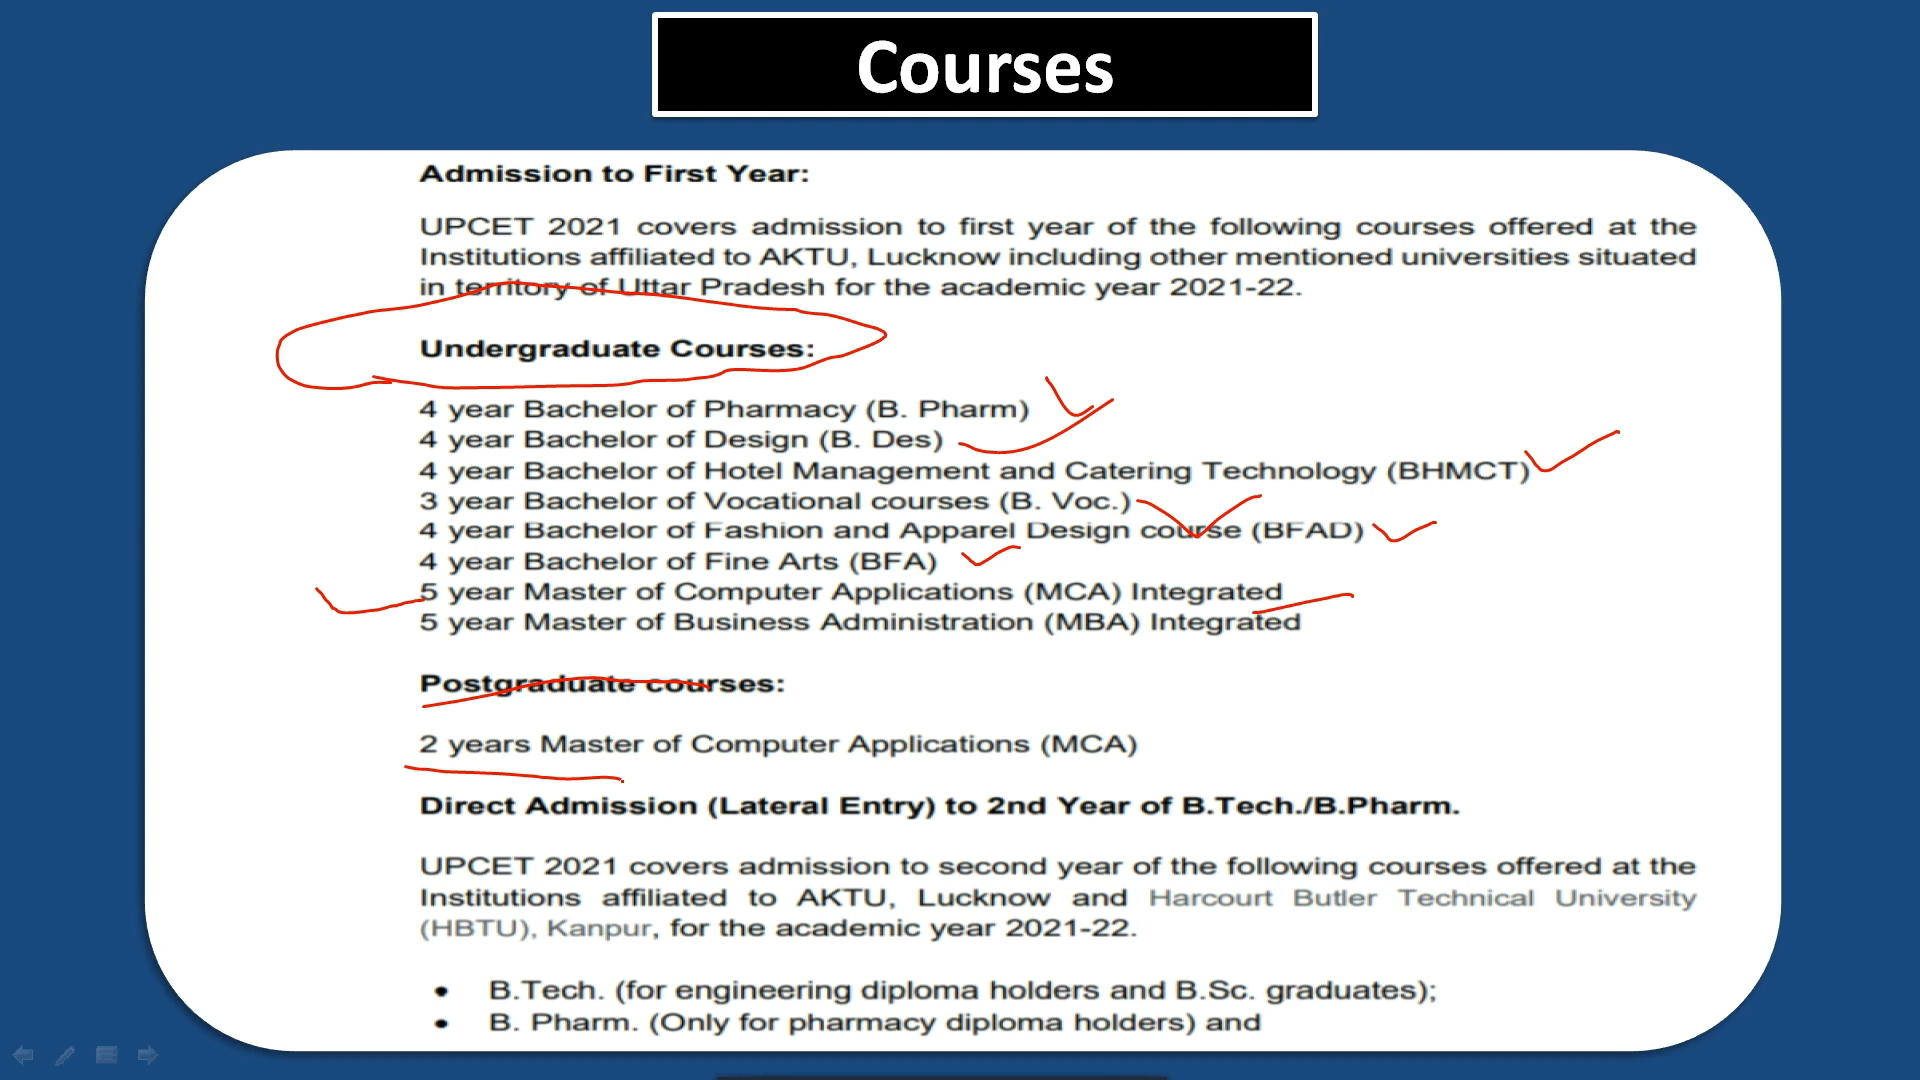 Courses
Admission to First Year:
UPCET 2021 covers admission to first year of the following courses offered at the
Institutions affiliated to AKTU, Lucknow including other mentioned universities situated
in territory of Uttar Pradesh for the academic year 2021-22.
Undergraduate Courses:
4 year Bachelor of Pharmacy (B. Pharm)
4 year Bachelor of Design (B. Des)
4 year Bachelor of Hotel Management and Catering Technology (BHMCT)
3 year Bachelor of Vocational courses (B. Voc.)
4 year Bachelor of Fashion and Apparel Design course (BFAD)
4 year Bachelor of Fine Arts (BFA)
5 year Master of Computer Applications (MCA) Integrated
5 year Master of Business Administration (MBA) Integrated
Postgraduate courses:
2 years Master of Computer Applications (MCA)
Direct Admission (Lateral Entry) to 2nd Year of B.Tech./B.Pharm.
UPCET 2021 covers admission to second year of the following courses offered at the
Institutions affiliated to AKTU, Lucknow and Harcourt Butler Technical University
(HBTU), Kanpur, for the academic year 2021-22.
• B.Tech. (for engineering diploma holders and B.Sc. graduates);
• B. Pharm. (Only for pharmacy diploma holders) and